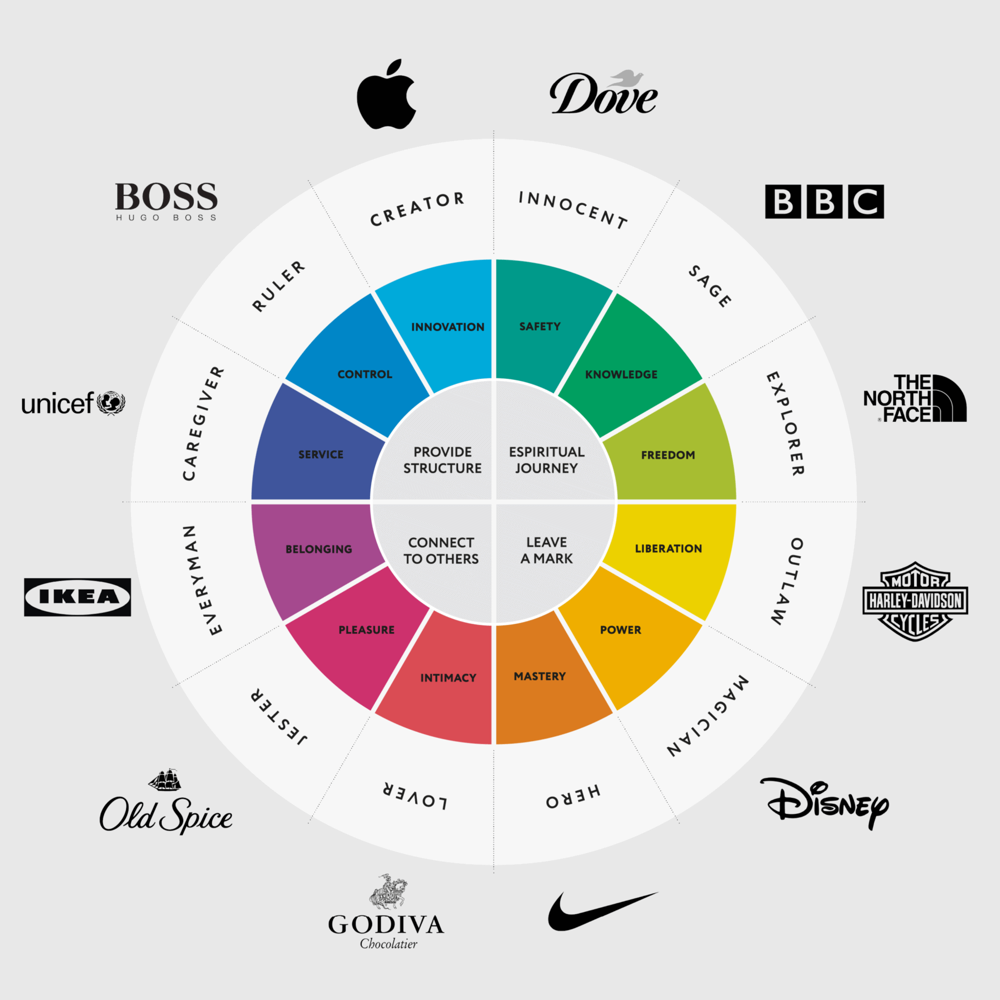 Dove
BOSS
HUGO BOSS
BBC
CREATOR
INNOCENT
RULER
SAGE
INNOVATION
SAFETY
CONTROL
KNOWLEDGE
CAREGIVER
EXPLORER
unicef
THE
NORTH
®FACE
SERVICE
PROVIDE
STRUCTURE
ESPIRITUAL
JOURNEY
FREEDOM
BELONGING
CONNECT
TO OTHERS
LEAVE
A MARK
LIBERATION
EVERYMAN
OUTLAW
IKEA
MOTOR
HARLEY-DAVIDSON
CYCLES
PLEASURE
POWER
INTIMACY
MASTERY
JESTER
MAGICIAN
LOVER
HERO
Old Spice
Disney
GODIVA
Chocolatier